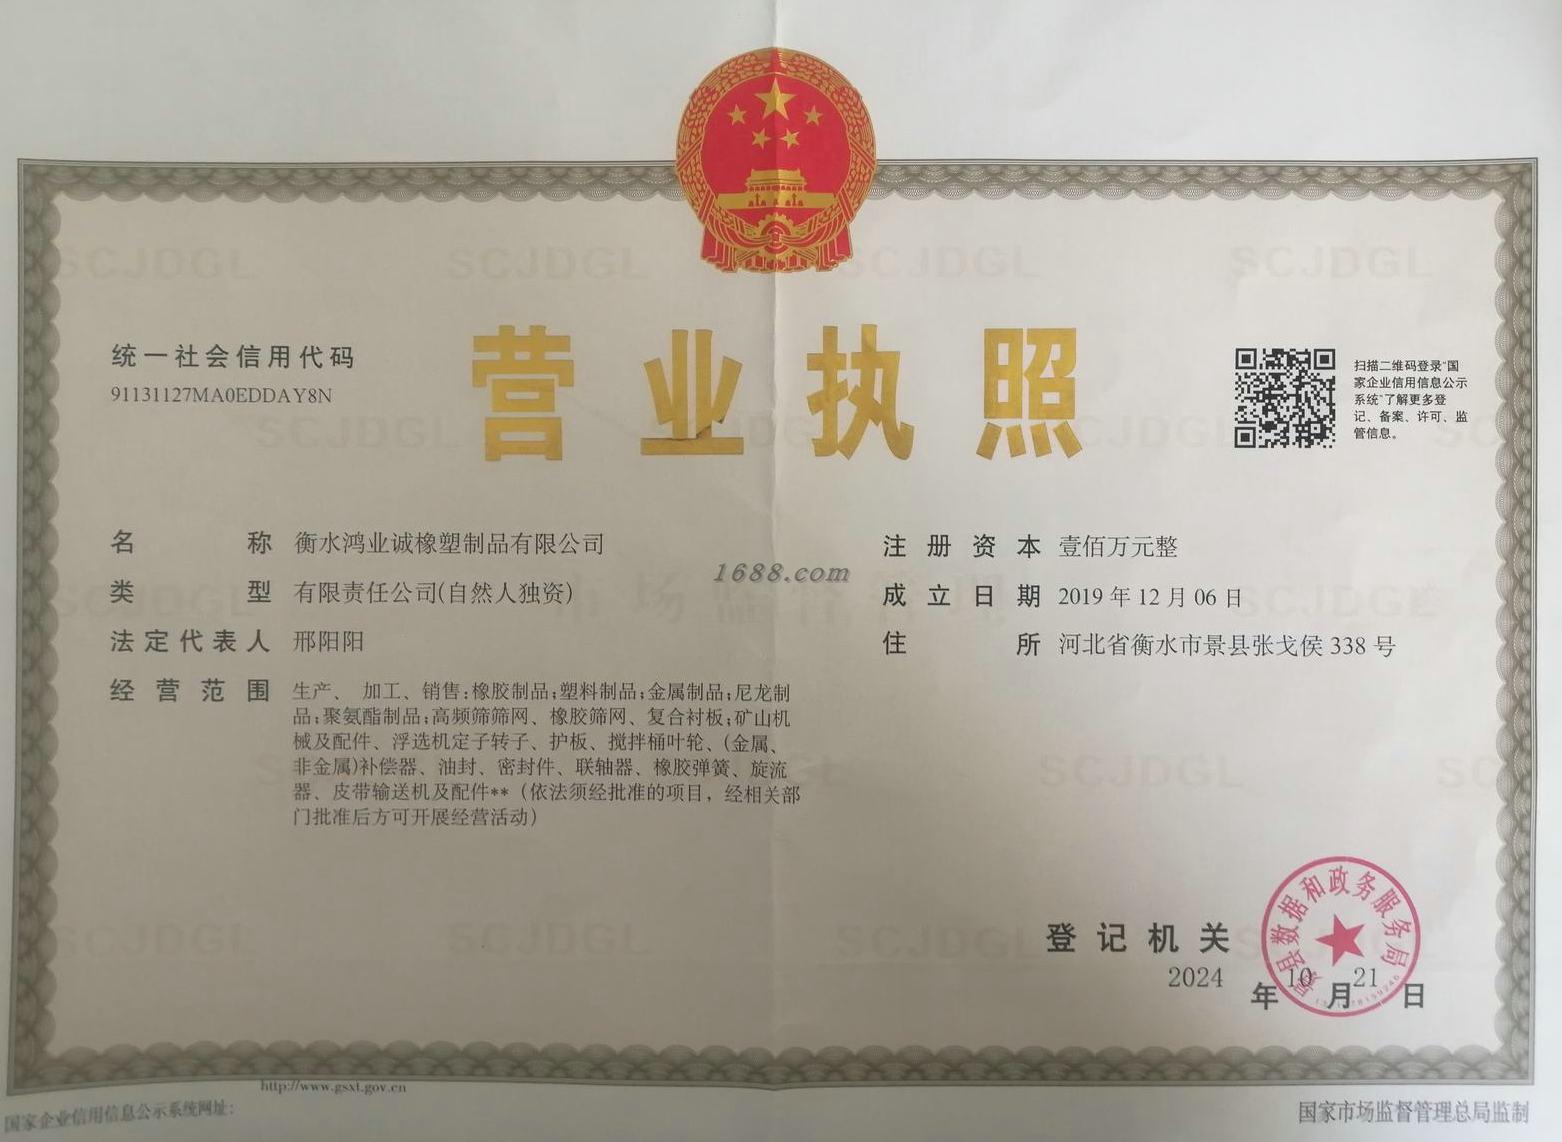 营业执照
统一社会信用代码
91131127MA0EDDAY8N
扫描二维码登录“国
家企业信用信息公示
系统”了解更多登
记、备案、许可、监
管信息。
名称 衡水鸿业诚橡塑制品有限公司
类型 有限责任公司(自然人独资)
法定代表人 邢阳阳
经营范围 生产、 加工、销售:橡胶制品;塑料制品;金属制品;尼龙制
品;聚氨酯制品;高频筛筛网、橡胶筛网、复合衬板;矿山机
械及配件、浮选机定子转子、护板、搅拌桶叶轮、(金属、
非金属)补偿器、油封、密封件、联轴器、橡胶弹簧、旋流
器、皮带输送机及配件**（依法须经批准的项目，经相关部
门批准后方可开展经营活动）
注册资本 壹佰万元整
成立日期 2019 年 12 月 06 日
住所 河北省衡水市景县张戈侯 338 号
1688.com
登记机关
景县数据和政务服务局
2024 年 10 月 21 日
http://www.gsxt.gov.cn
国家企业信用信息公示系统网址:
国家市场监督管理总局监制